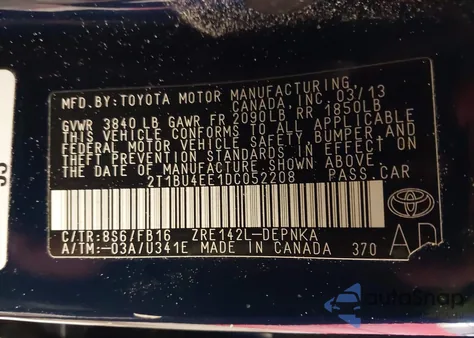 MFD. BY: TOYOTA MOTOR MANUFACTURING
CANADA, INC. 03/13
GVWR 3840 LB GAWR FR 2090LB RR 1850LB
THIS VEHICLE CONFORMS TO ALL APPLICABLE
FEDERAL MOTOR VEHICLE SAFETY, BUMPER, AND
THEFT PREVENTION STANDARDS IN EFFECT ON
THE DATE OF MANUFACTURE SHOWN ABOVE.
2T1BU4EE1DC052208 PASS.CAR
C/TR:8S6/FB16 ZRE142L-DEPNKA
A/TM:-03A/U341E MADE IN CANADA 370
TOYOTA
autoSnap